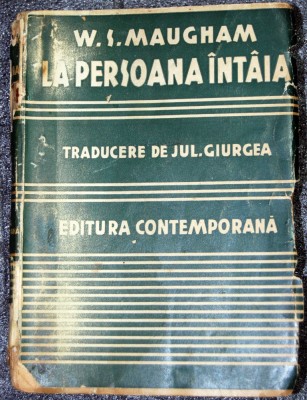 W. S. MAUGHAM
LA PERSOANA ÎNTÂIA
TRADUCERE DE JUL. GIURGEA
EDITURA CONTEMPORANĂ